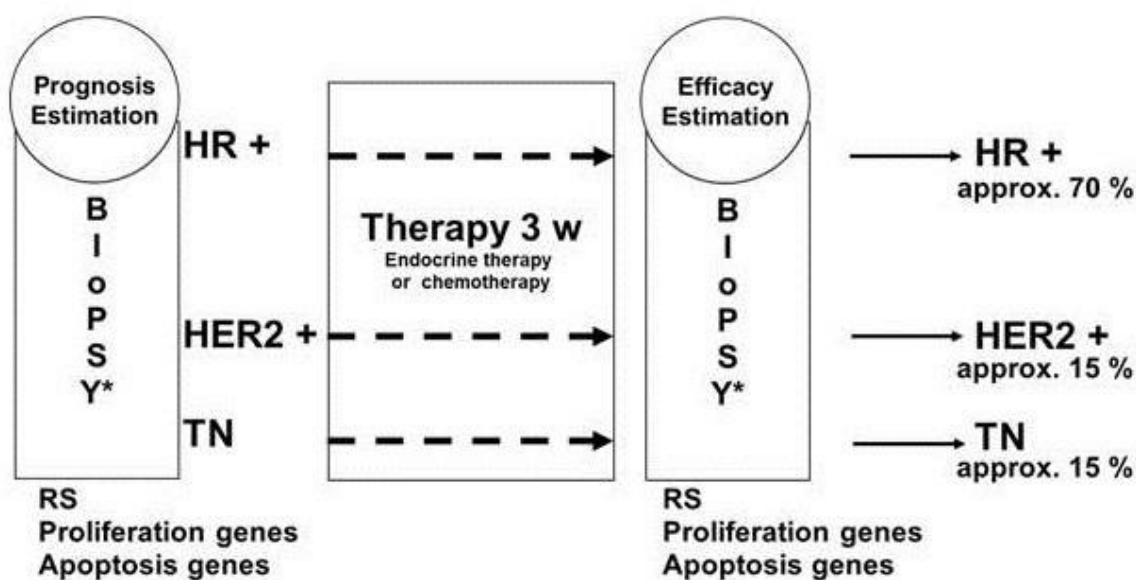 Prognosis
Estimation
HR +
B
I
o
P
S
Y*
HER2 +
TN
RS
Proliferation genes
Apoptosis genes
Therapy 3 w
Endocrine therapy
or chemotherapy
Efficacy
Estimation
B
I
o
P
S
Y*
RS
Proliferation genes
Apoptosis genes
HR +
approx. 70 %
HER2 +
approx. 15 %
TN
approx. 15 %